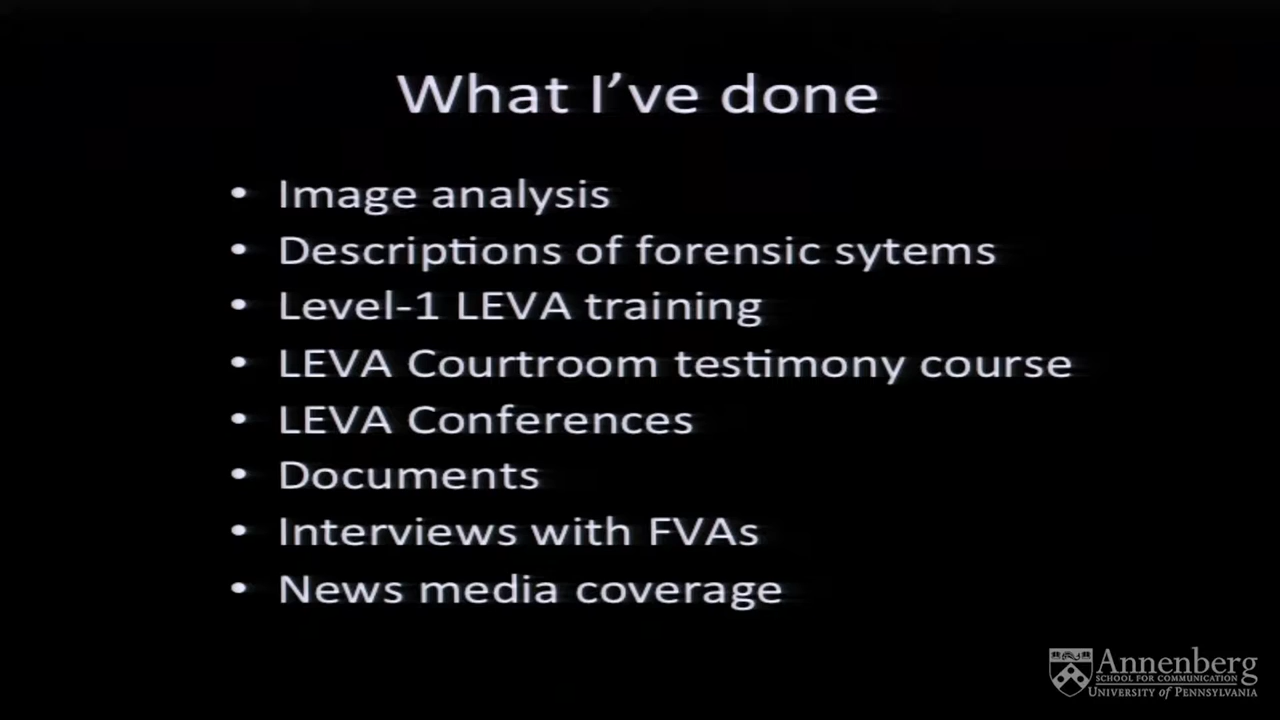 What I've done
• Image analysis
• Descriptions of forensic sytems
• Level-1 LEVA training
• LEVA Courtroom testimony course
• LEVA Conferences
• Documents
• Interviews with FVAs
• News media coverage
Annenberg
SCHOOL FOR COMMUNICATION
UNIVERSITY of PENNSYLVANIA